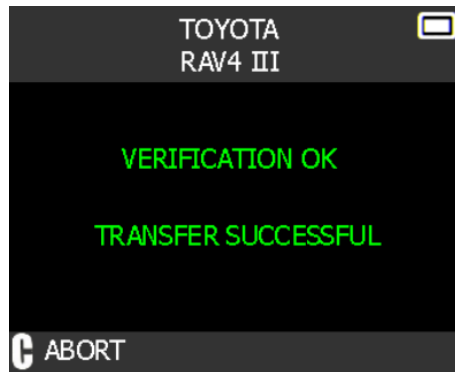 TOYOTA
RAV4 III
VERIFICATION OK
TRANSFER SUCCESSFUL
C ABORT